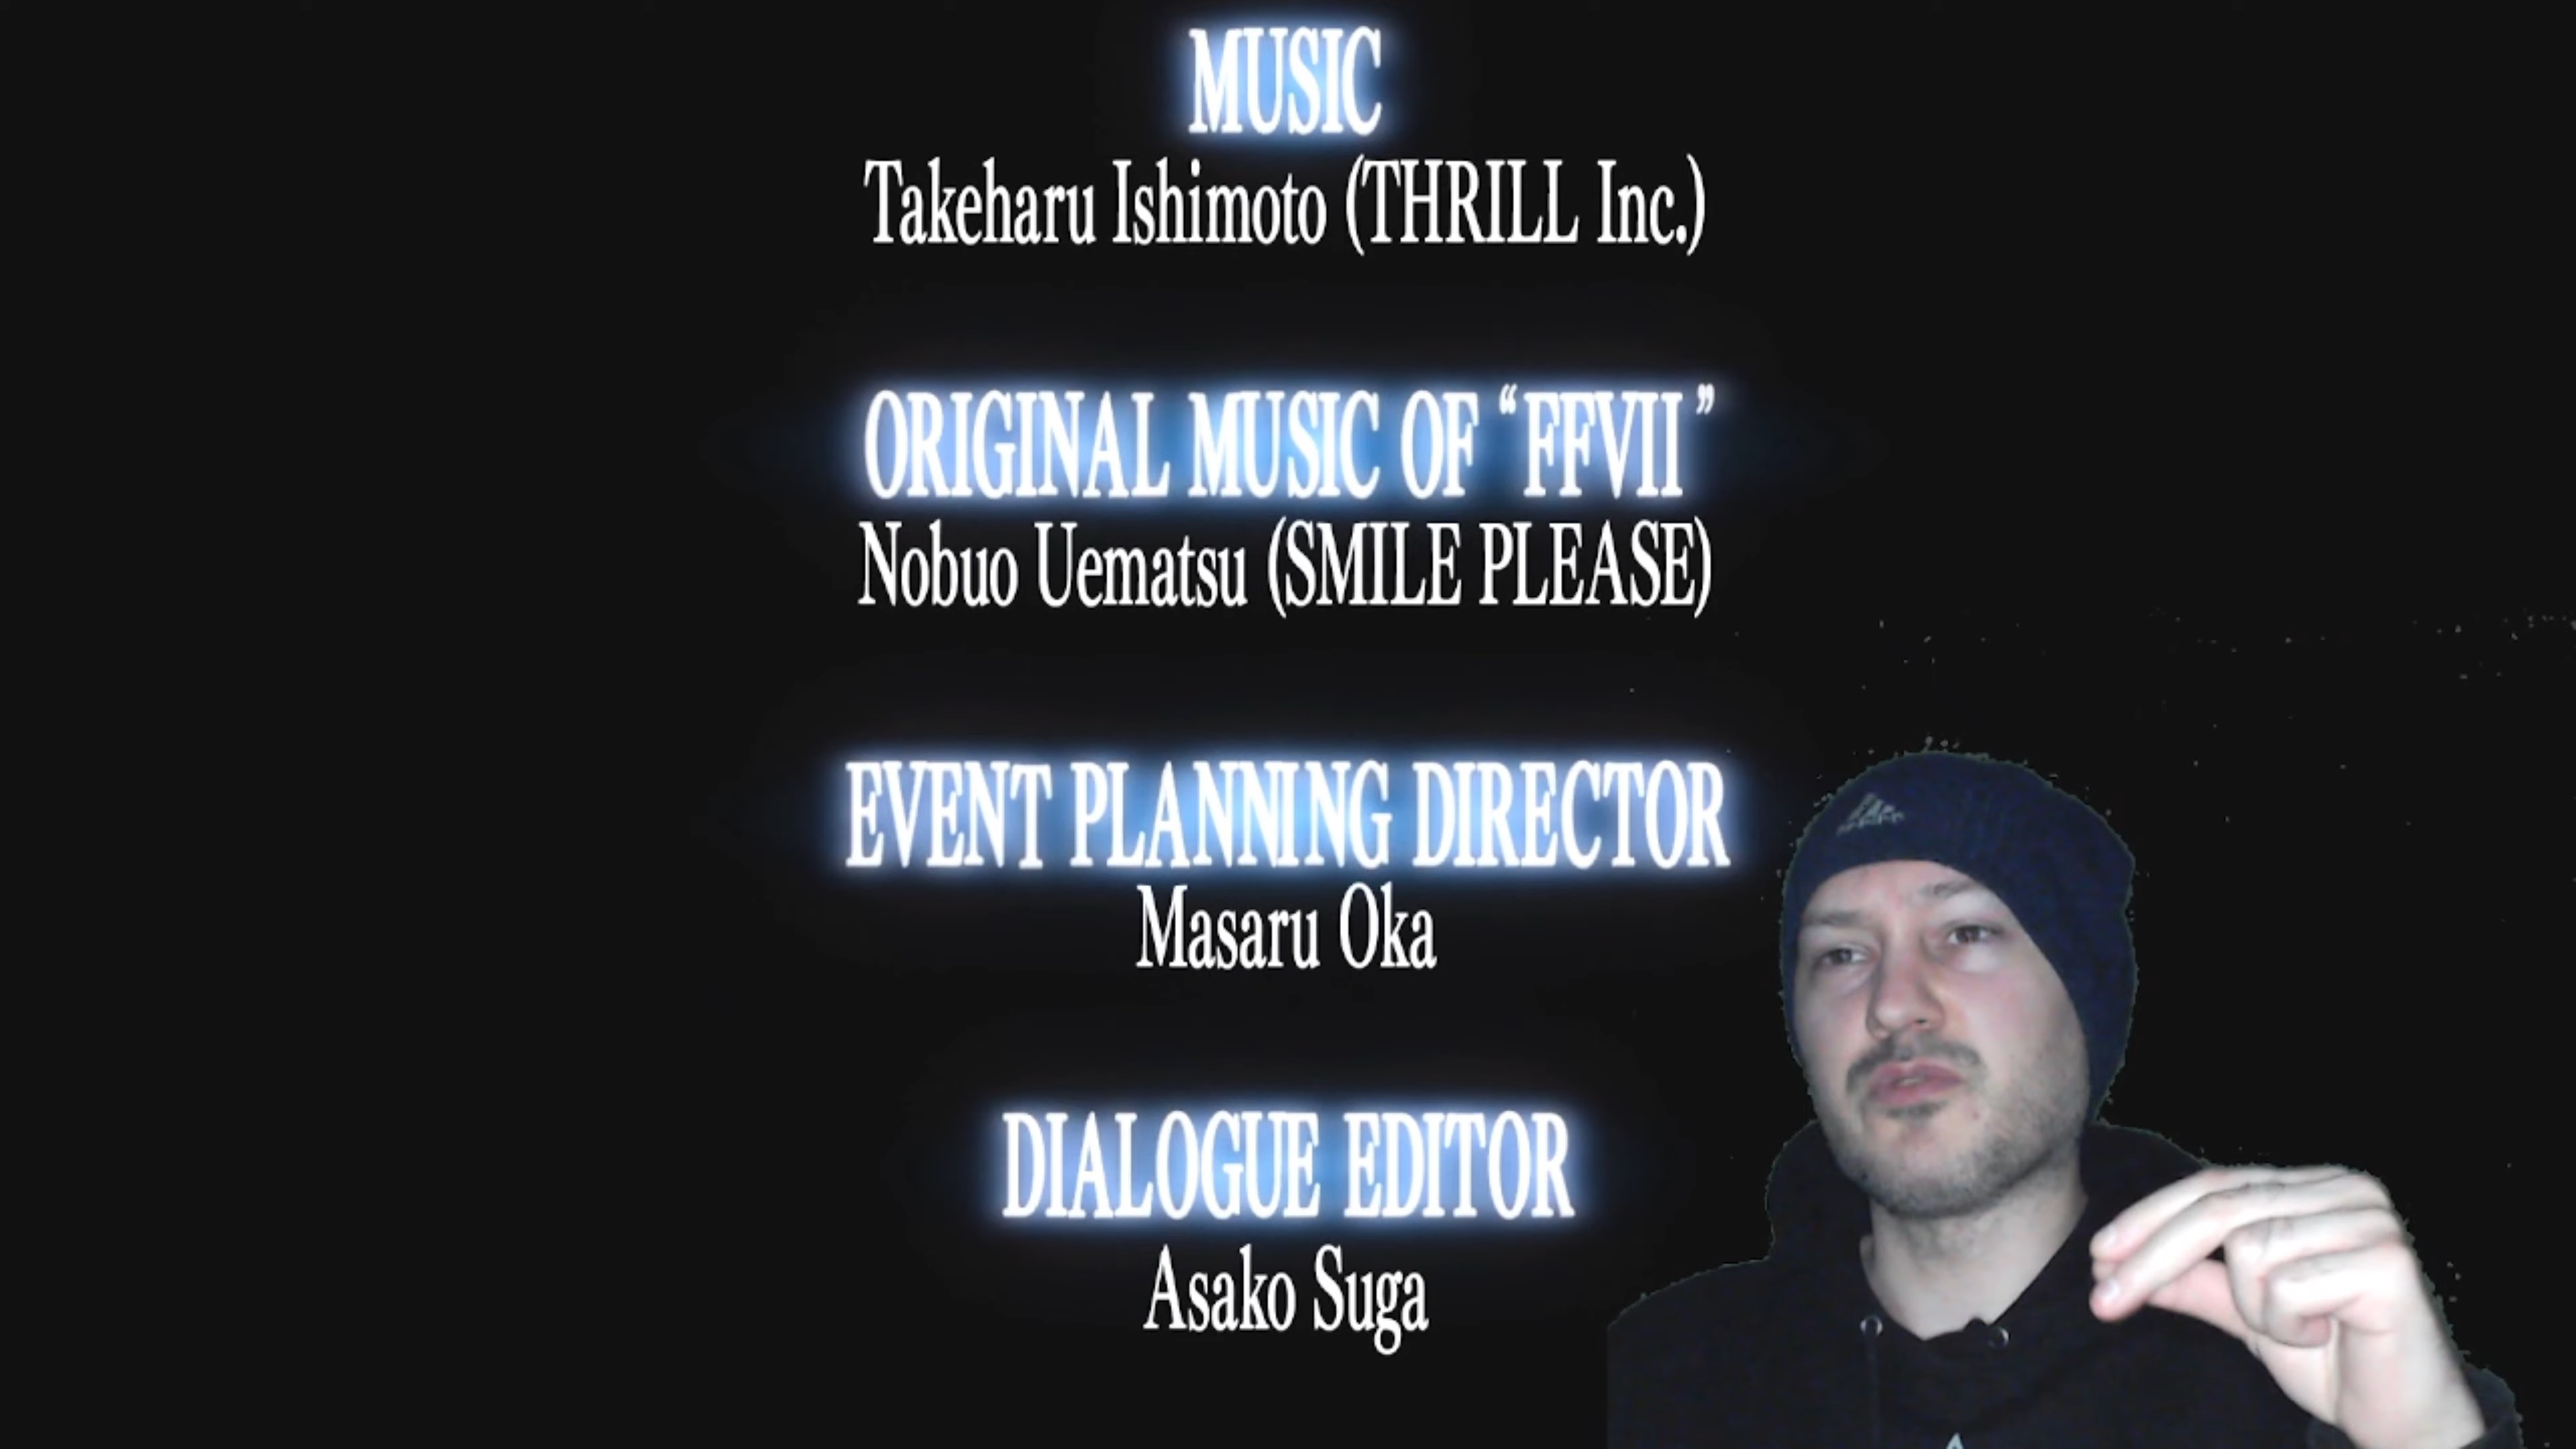 MUSIC
Takeharu Ishimoto (THRILL Inc.)
ORIGINAL MUSIC OF “FFVII”
Nobuo Uematsu (SMILE PLEASE)
EVENT PLANNING DIRECTOR
Masaru Oka
DIALOGUE EDITOR
Asako Suga